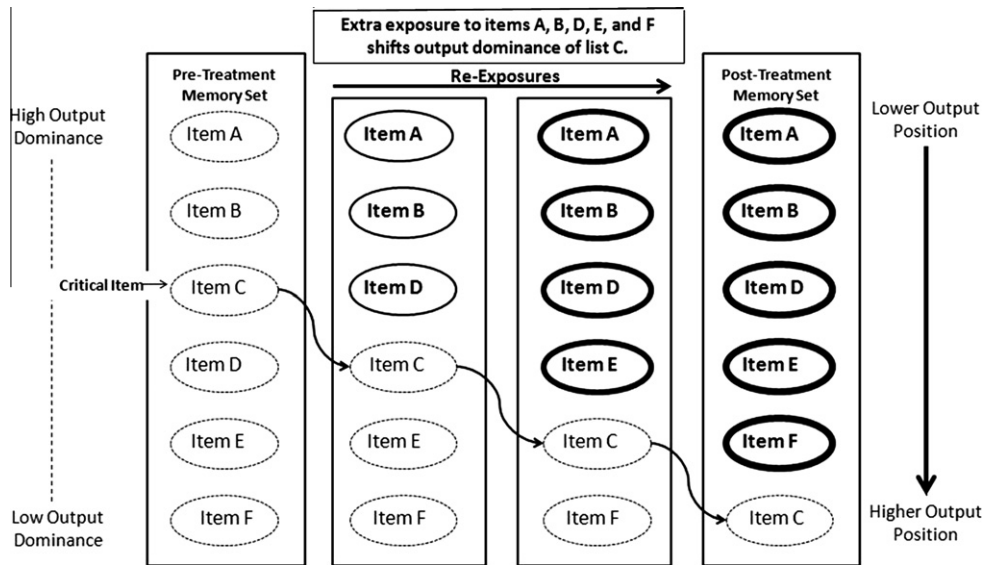 Extra exposure to items A, B, D, E, and F
shifts output dominance of list C.
Re-Exposures
High Output
Dominance
Critical Item
Low Output
Dominance
Pre-Treatment
Memory Set
Item A
Item B
Item C
Item D
Item E
Item F
Item A
Item B
Item D
Item C
Item E
Item F
Item A
Item B
Item D
Item E
Item C
Item F
Post-Treatment
Memory Set
Item A
Item B
Item D
Item E
Item F
Item C
Lower Output
Position
Higher Output
Position